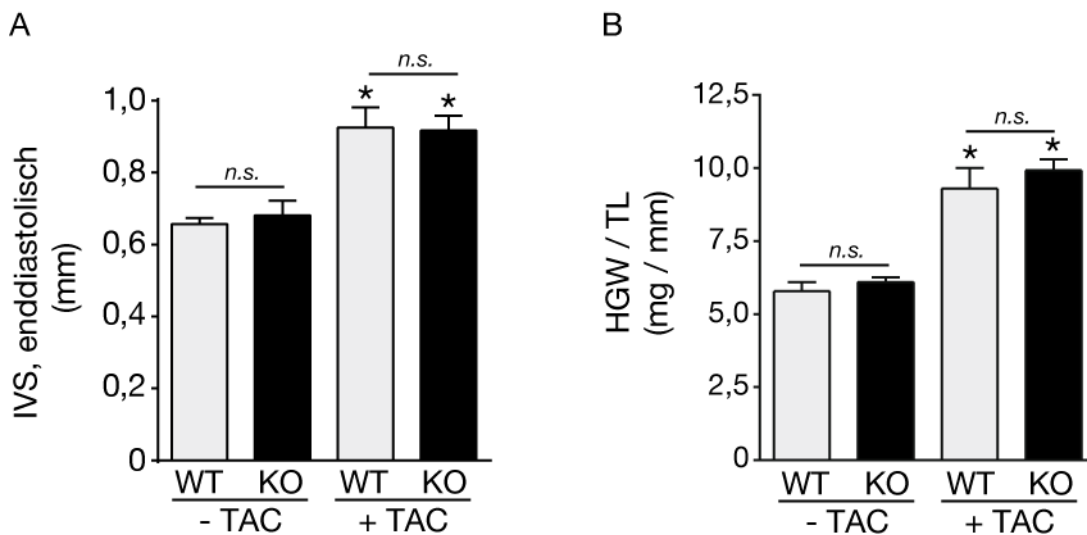 A
IVS, enddiastolisch
(mm)
1,0
0,8
0,6
0,4
0,2
0
n.s.
n.s.
*
*
WT KO WT KO
- TAC + TAC
B
HGW / TL
(mg / mm)
12,5
10,0
7,5
5,0
2,5
0
n.s.
n.s.
*
*
WT KO WT KO
- TAC + TAC